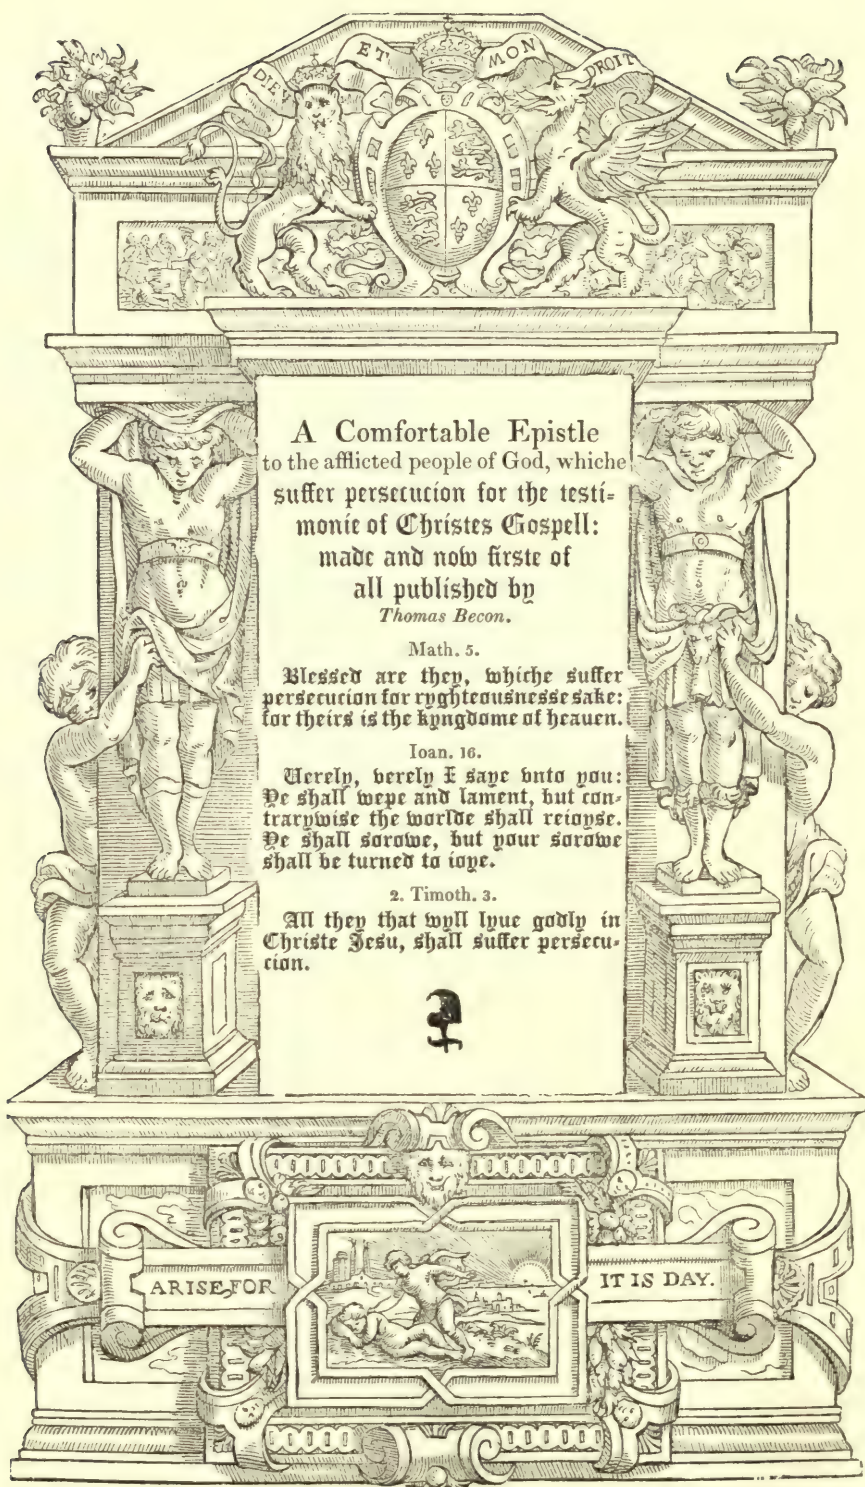 DIEV ET MON DROIT
A Comfortable Epistle
to the afflicted people of God, whiche
suffer persecucion for the testi=
monie of Christes Gospell:
made and now firste of
all published by
Thomas Becon.
Math. 5.
Blessed are they, whiche suffer
persecucion for ryghteousnesse sake:
for theirs is the kyngdome of heauen.
Ioan. 16.
Uerely, verely I saye vnto you:
Ye shall wepe and lament, but con-
trarywise the worlde shall reioyse.
Ye shall sorowe, but your sorowe
shall be turned to ioye.
2. Timoth. 3.
All they that wyll lyue godly in
Christe Jesu, shall suffer persecu-
cion.
ARISE, FOR IT IS DAY.